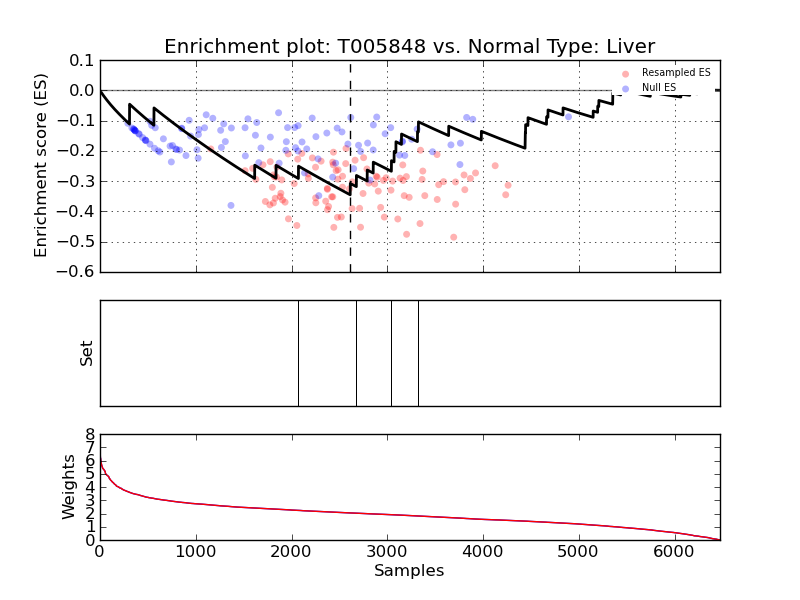 Enrichment plot: T005848 vs. Normal Type: Liver
Enrichment score (ES)
0.1
0.0
−0.1
−0.2
−0.3
−0.4
−0.5
−0.6
Resampled ES
Null ES
Set
Weights
8
7
6
5
4
3
2
1
0
0 1000 2000 3000 4000 5000 6000
Samples